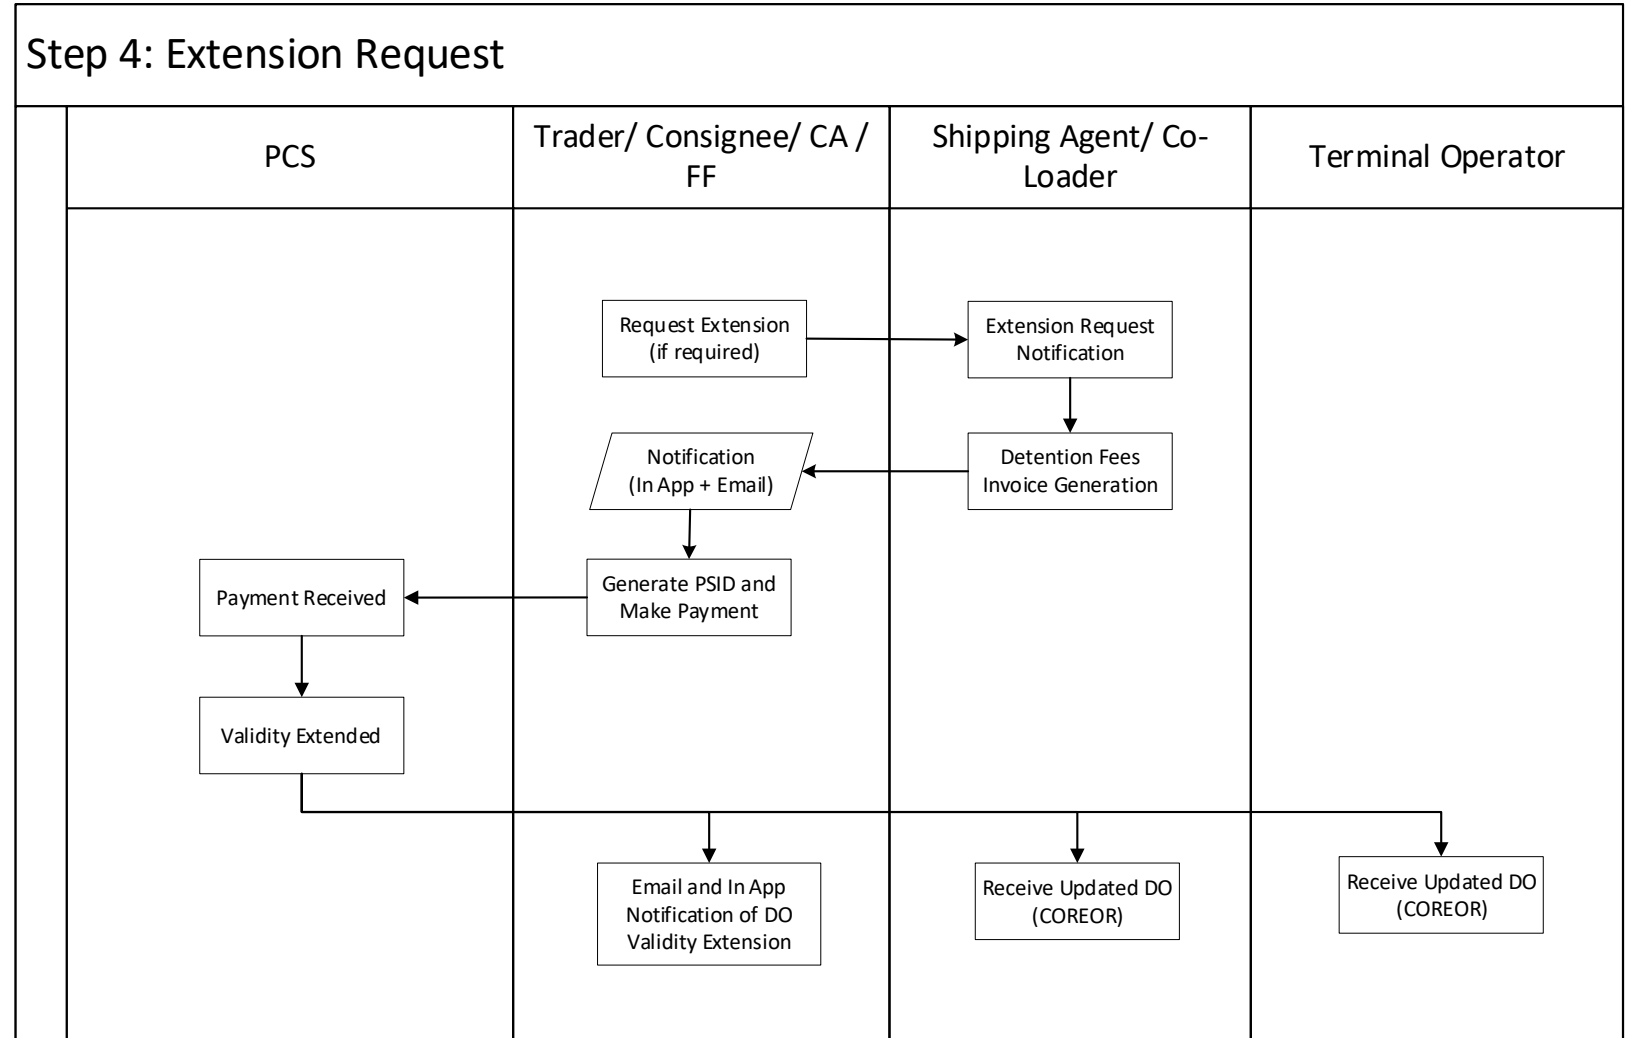 Step 4: Extension Request
PCS
Trader/ Consignee/ CA /
FF
Shipping Agent/ Co-
Loader
Terminal Operator
Request Extension
(if required)
Extension Request
Notification
Notification
(In App + Email)
Detention Fees
Invoice Generation
Payment Received
Generate PSID and
Make Payment
Validity Extended
Email and In App
Notification of DO
Validity Extension
Receive Updated DO
(COREOR)
Receive Updated DO
(COREOR)